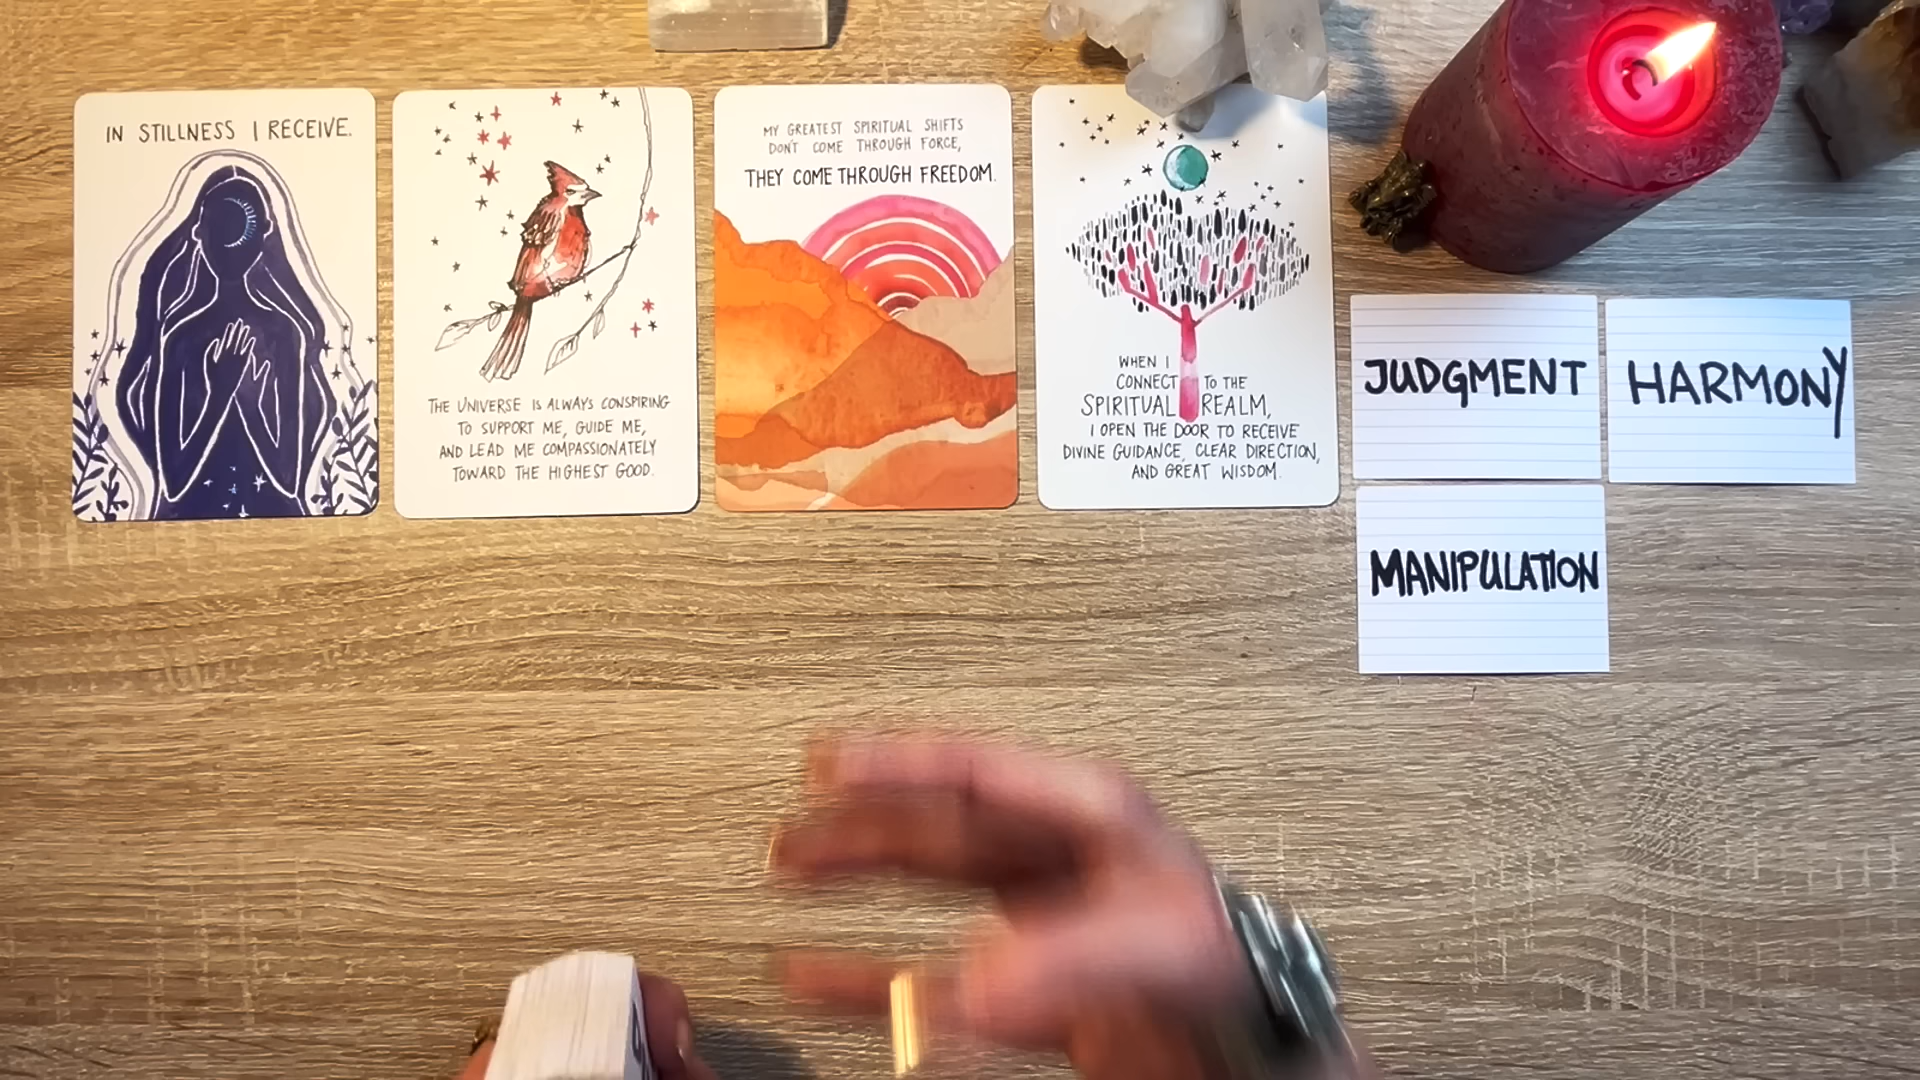 IN STILLNESS I RECEIVE.
THE UNIVERSE IS ALWAYS CONSPIRING
TO SUPPORT ME, GUIDE ME,
AND LEAD ME COMPASSIONATELY
TOWARD THE HIGHEST GOOD.
MY GREATEST SPIRITUAL SHIFTS
DON'T COME THROUGH FORCE,
THEY COME THROUGH FREEDOM.
WHEN I
CONNECT TO THE
SPIRITUAL REALM,
I OPEN THE DOOR TO RECEIVE
DIVINE GUIDANCE, CLEAR DIRECTION,
AND GREAT WISDOM.
JUDGMENT
HARMONY
MANIPULATION